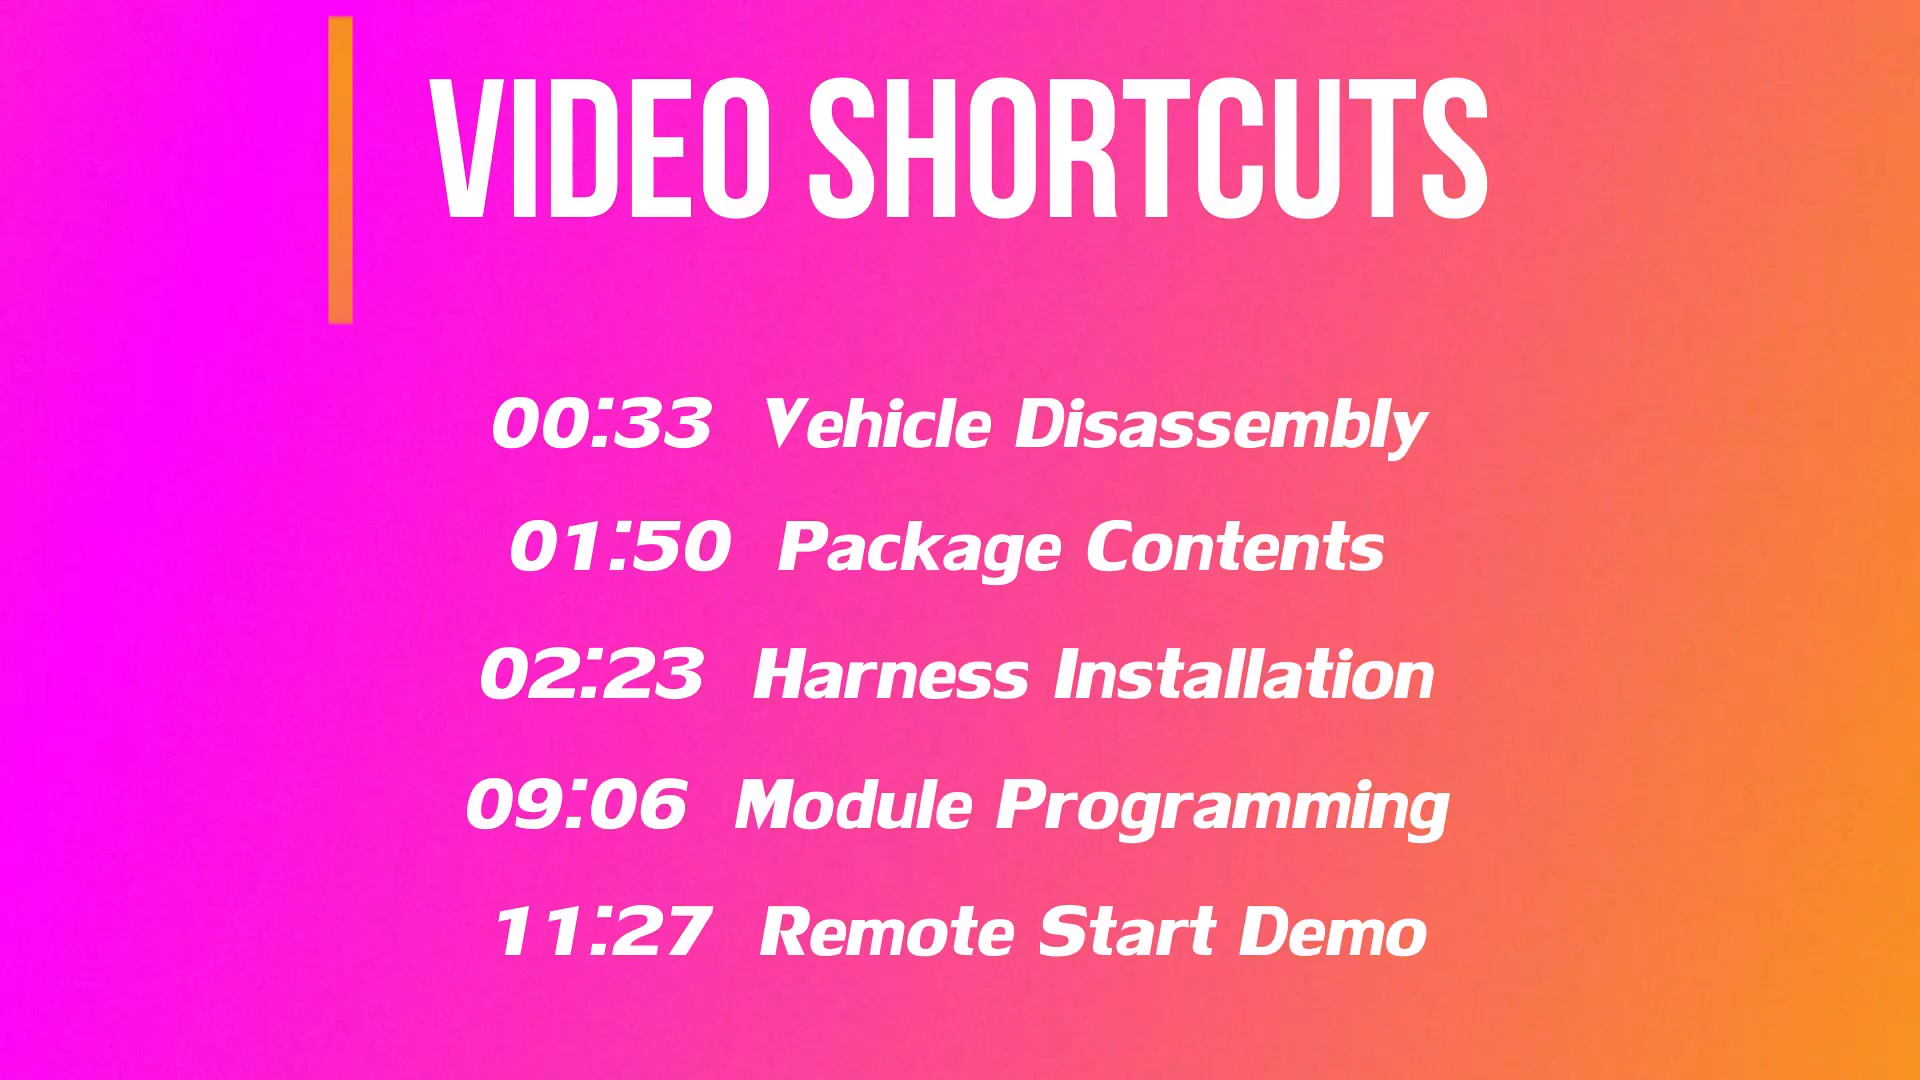 VIDEO SHORTCUTS
00:33 Vehicle Disassembly
01:50 Package Contents
02:23 Harness Installation
09:06 Module Programming
11:27 Remote Start Demo